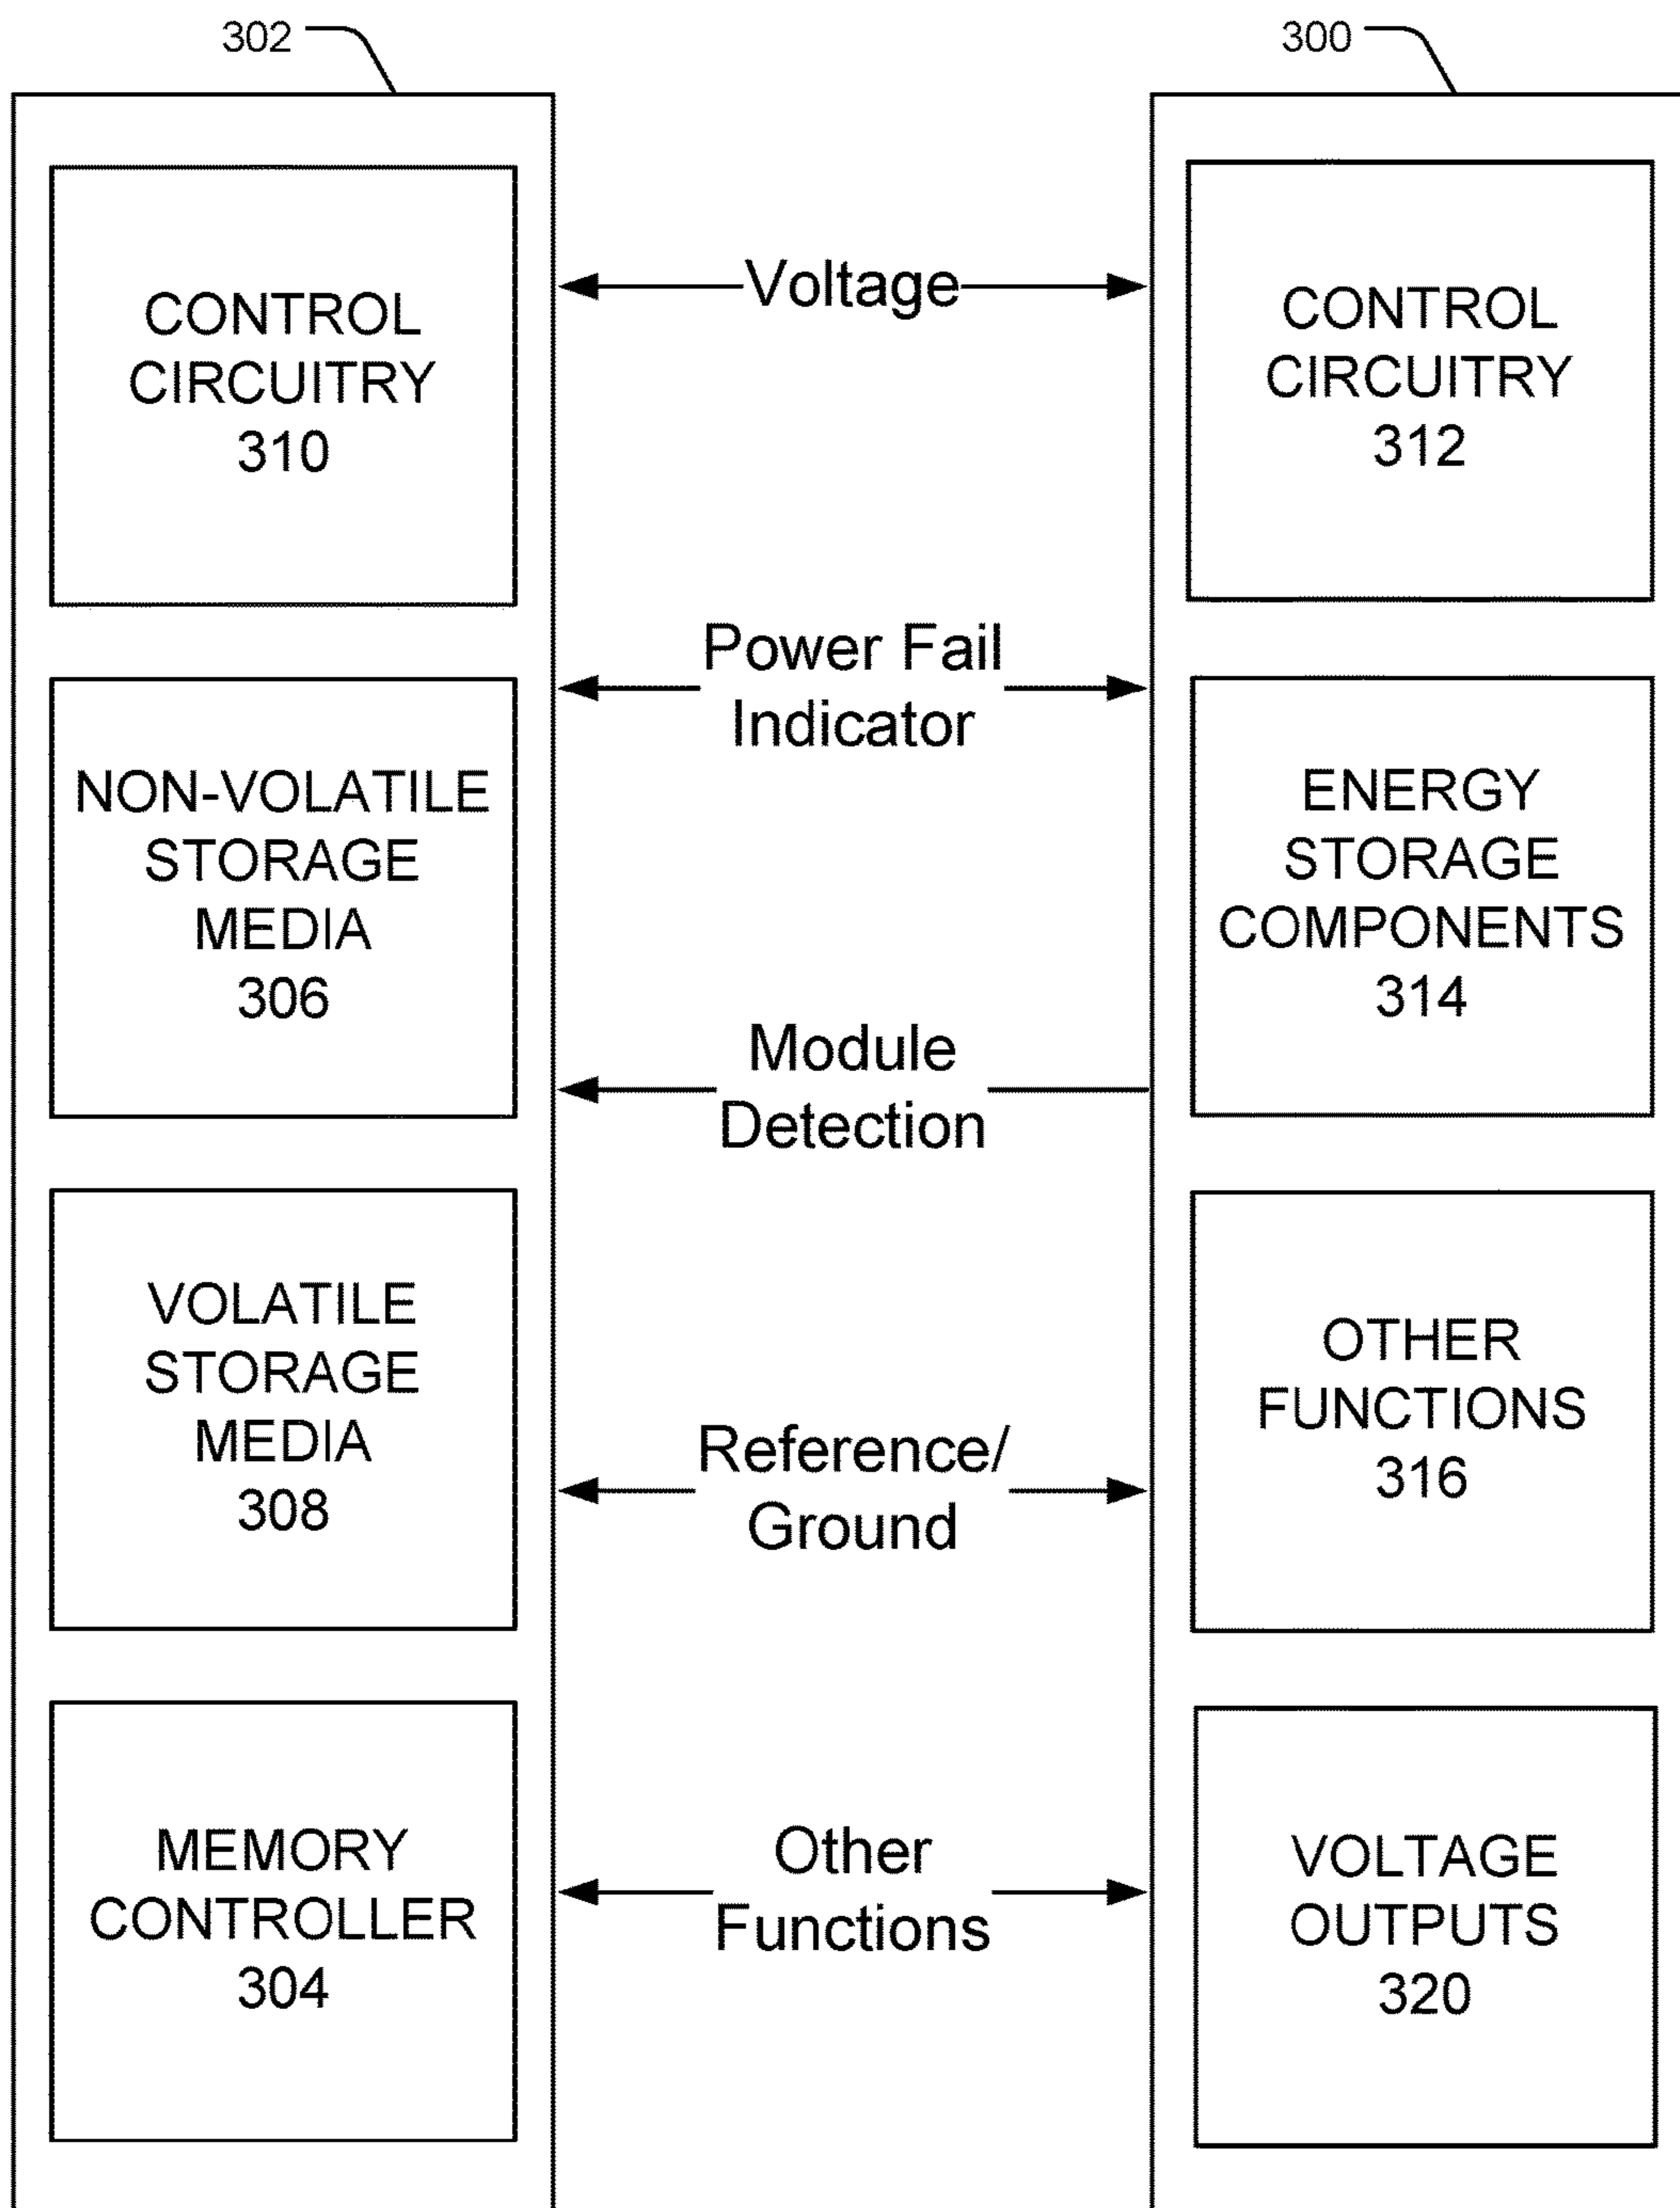 302
300
CONTROL
CIRCUITRY
310
NON-VOLATILE
STORAGE
MEDIA
306
VOLATILE
STORAGE
MEDIA
308
MEMORY
CONTROLLER
304
Voltage
Power Fail
Indicator
Module
Detection
Reference/
Ground
Other
Functions
CONTROL
CIRCUITRY
312
ENERGY
STORAGE
COMPONENTS
314
OTHER
FUNCTIONS
316
VOLTAGE
OUTPUTS
320